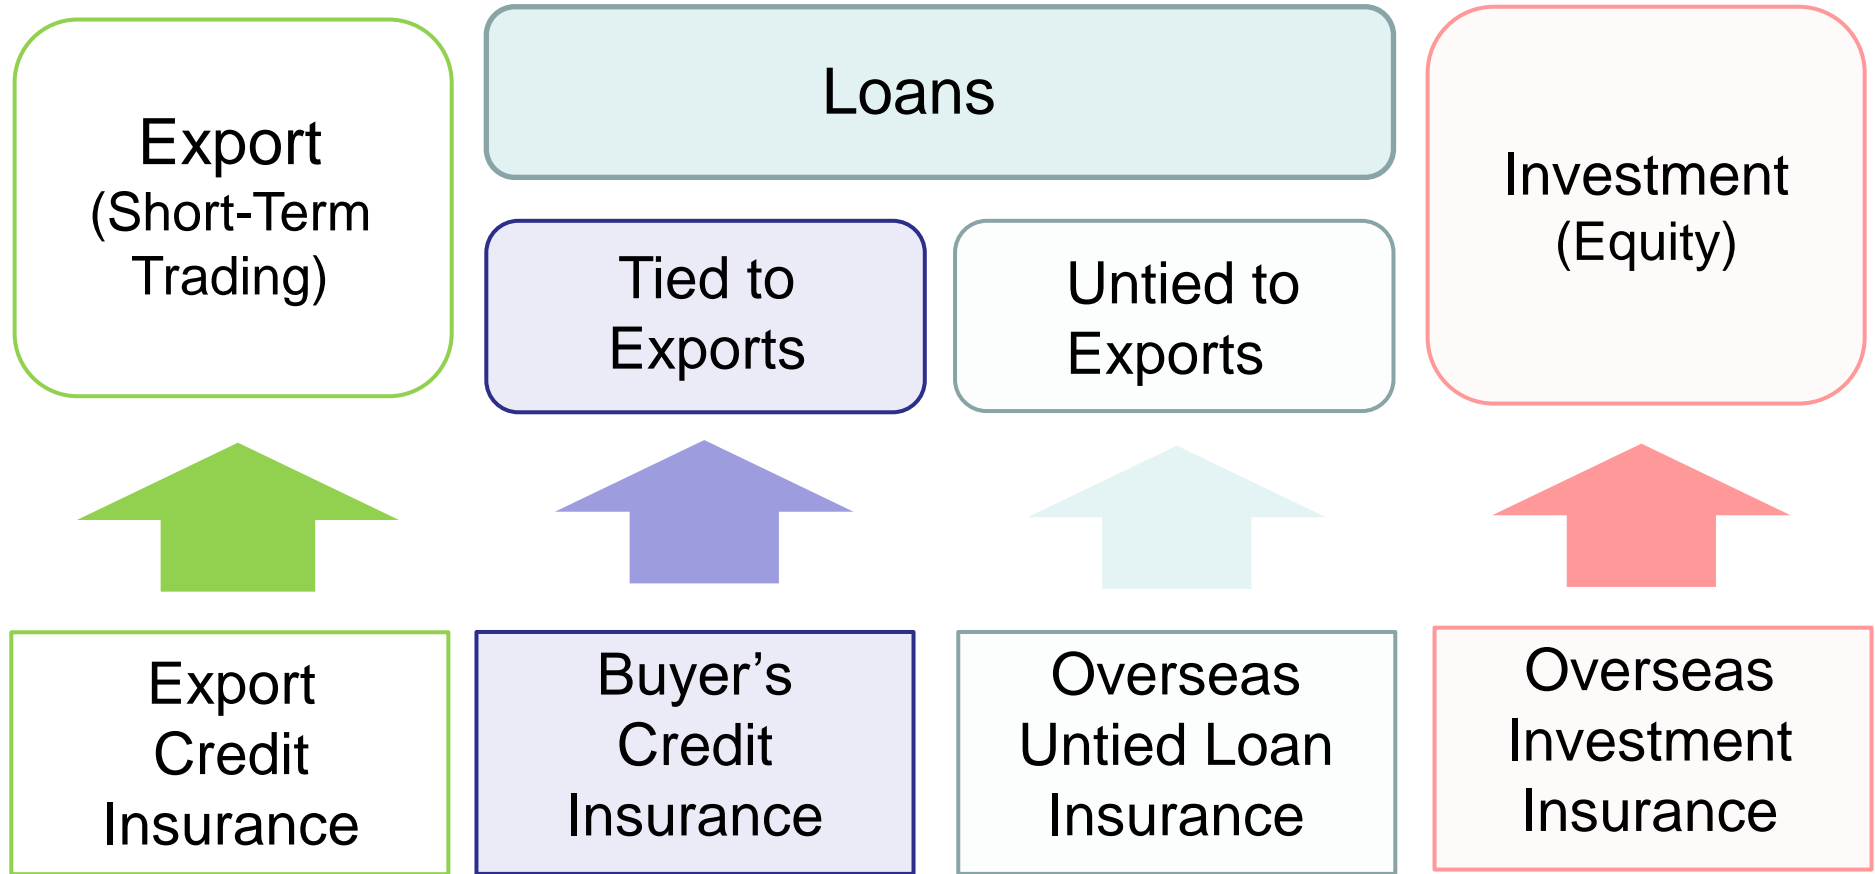 Export
(Short-Term
Trading)
Loans
Tied to
Exports
Untied to
Exports
Investment
(Equity)
Export
Credit
Insurance
Buyer’s
Credit
Insurance
Overseas
Untied Loan
Insurance
Overseas
Investment
Insurance